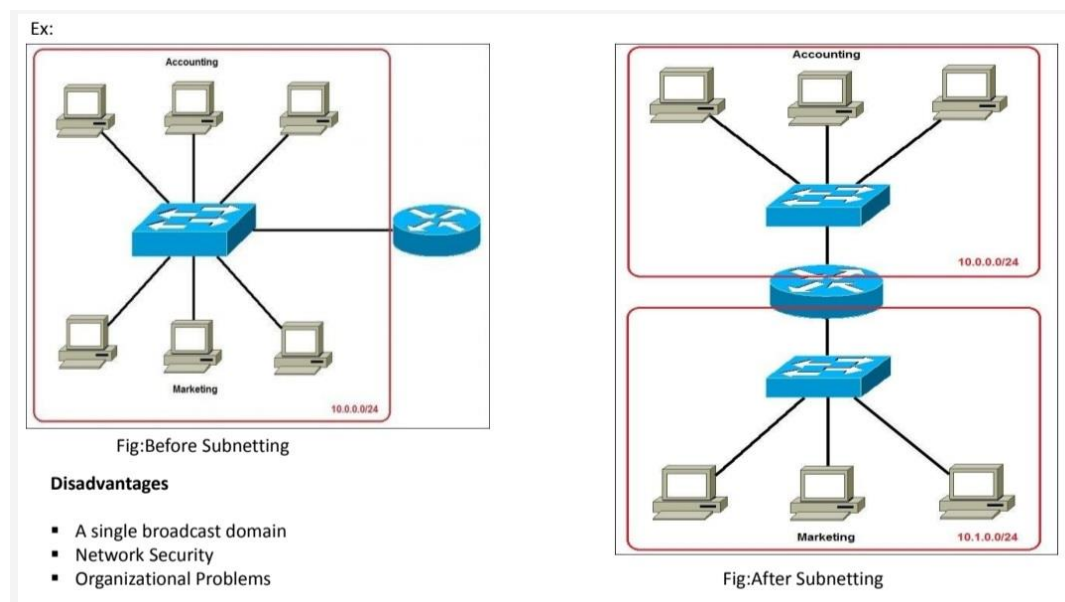 Ex:
Accounting
Marketing
10.0.0.0/24
Fig:Before Subnetting
Disadvantages
▪ A single broadcast domain
▪ Network Security
▪ Organizational Problems
Accounting
10.0.0.0/24
Marketing
10.1.0.0/24
Fig:After Subnetting